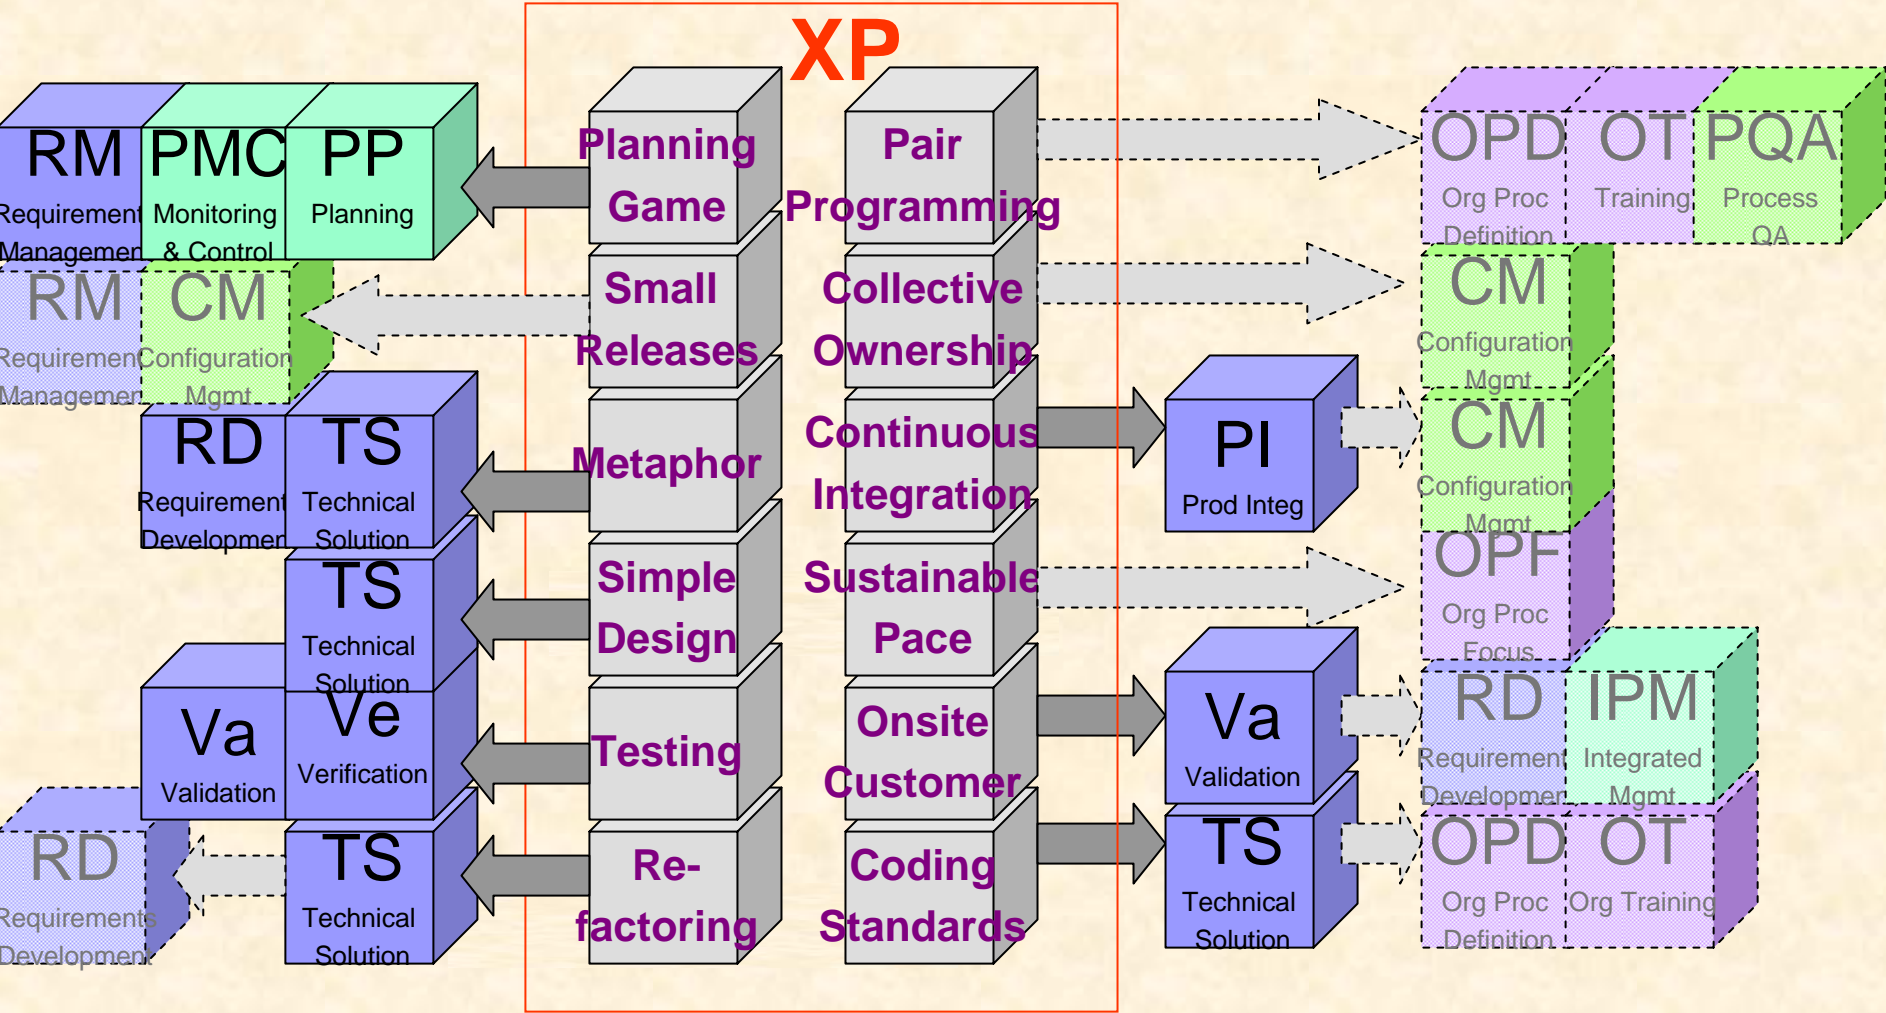 XP
RM
Requirement
Management
PMC
Monitoring
& Control
PP
Planning
Planning
Game
Pair
Programming
OPD
Org Proc
Definition
OT
Training
PQA
Process
QA
RM
Requirement
Management
CM
Configuration
Mgmt
Small
Releases
Collective
Ownership
CM
Configuration
Mgmt
RD
Requirement
Development
TS
Technical
Solution
Metaphor
Continuous
Integration
PI
Prod Integ
CM
Configuration
Mgmt
TS
Technical
Solution
Simple
Design
Sustainable
Pace
OPF
Org Proc
Focus
Va
Validation
Ve
Verification
Testing
Onsite
Customer
Va
Validation
RD
Requirement
Development
IPM
Integrated
Mgmt
RD
Requirements
Development
TS
Technical
Solution
Re-
factoring
Coding
Standards
TS
Technical
Solution
OPD
Org Proc
Definition
OT
Org Training